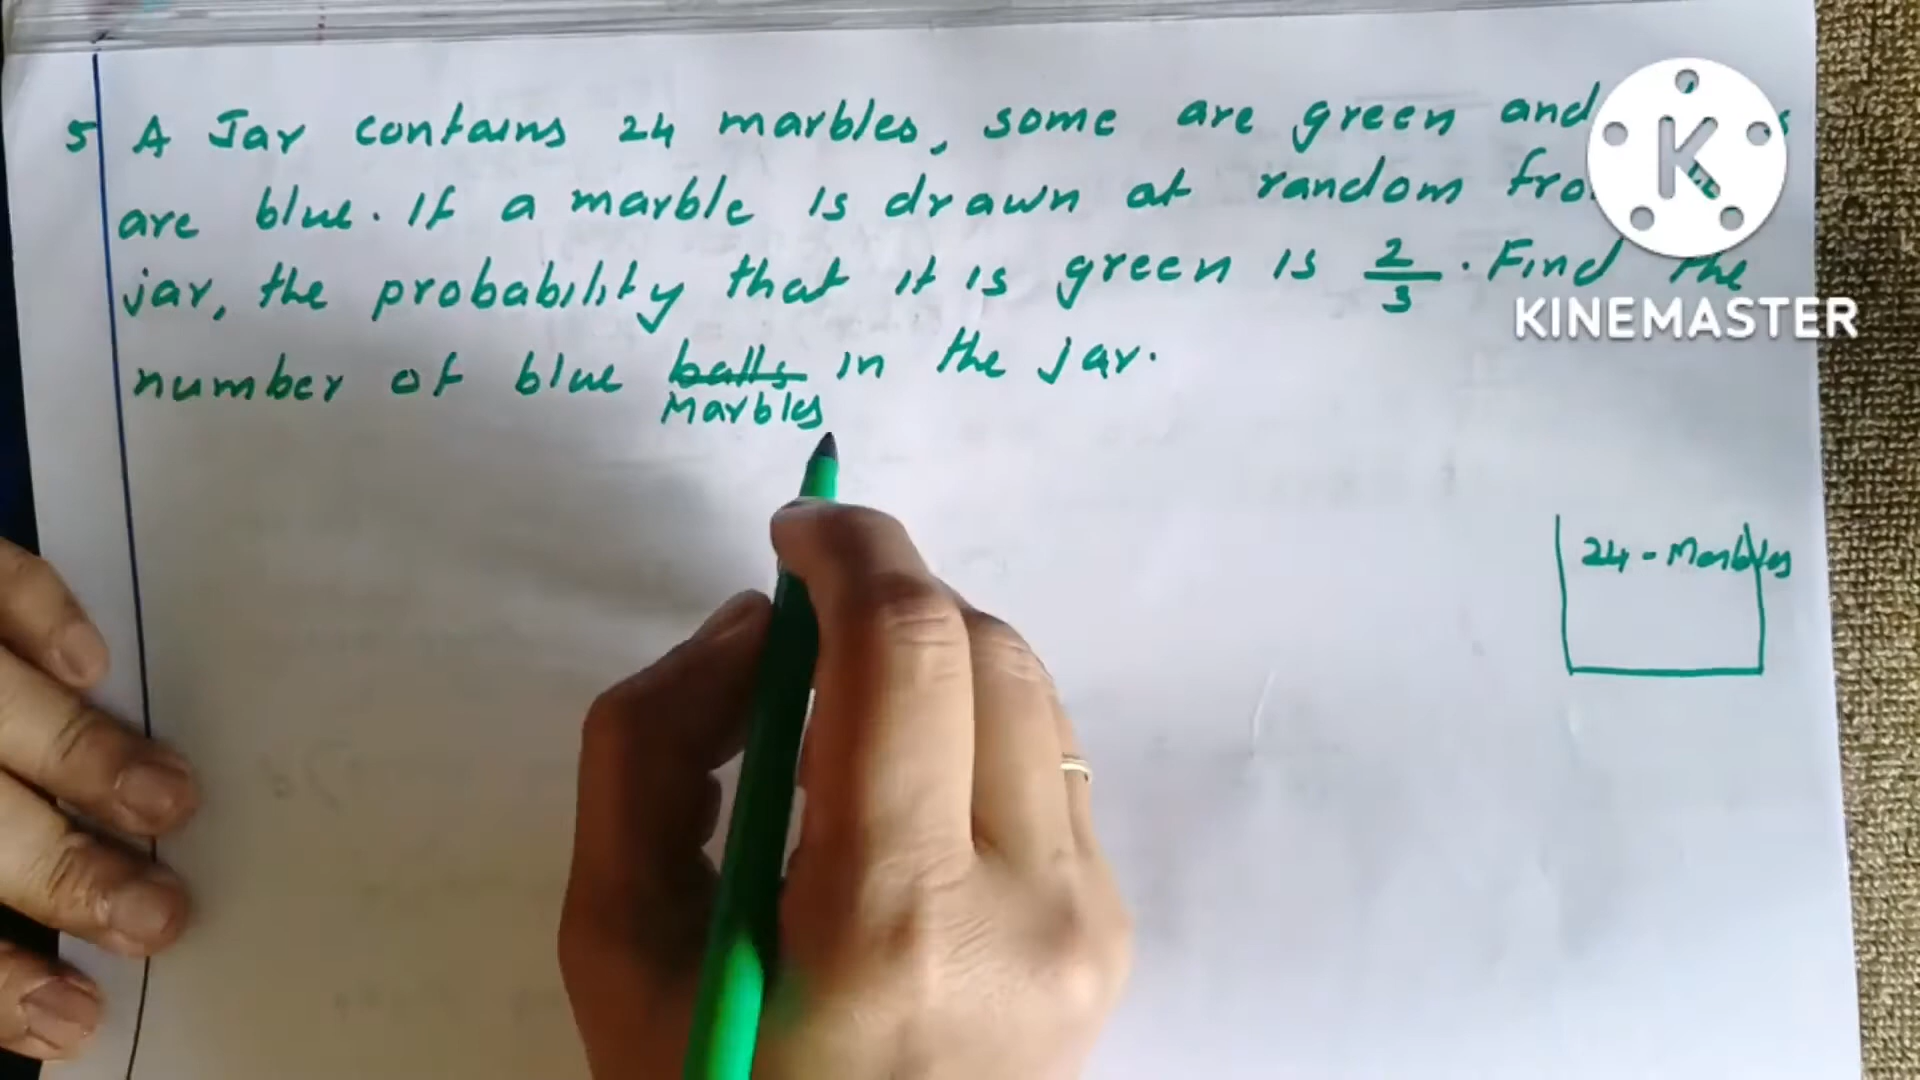 5 A Jar contains 24 marbles, some are green and
are blue. If a marble is drawn at random
jar, the probability that it is green is 2/3. Find the
number of blue balls in the jar.
Marbles
24 - Marbles
KINEMASTER